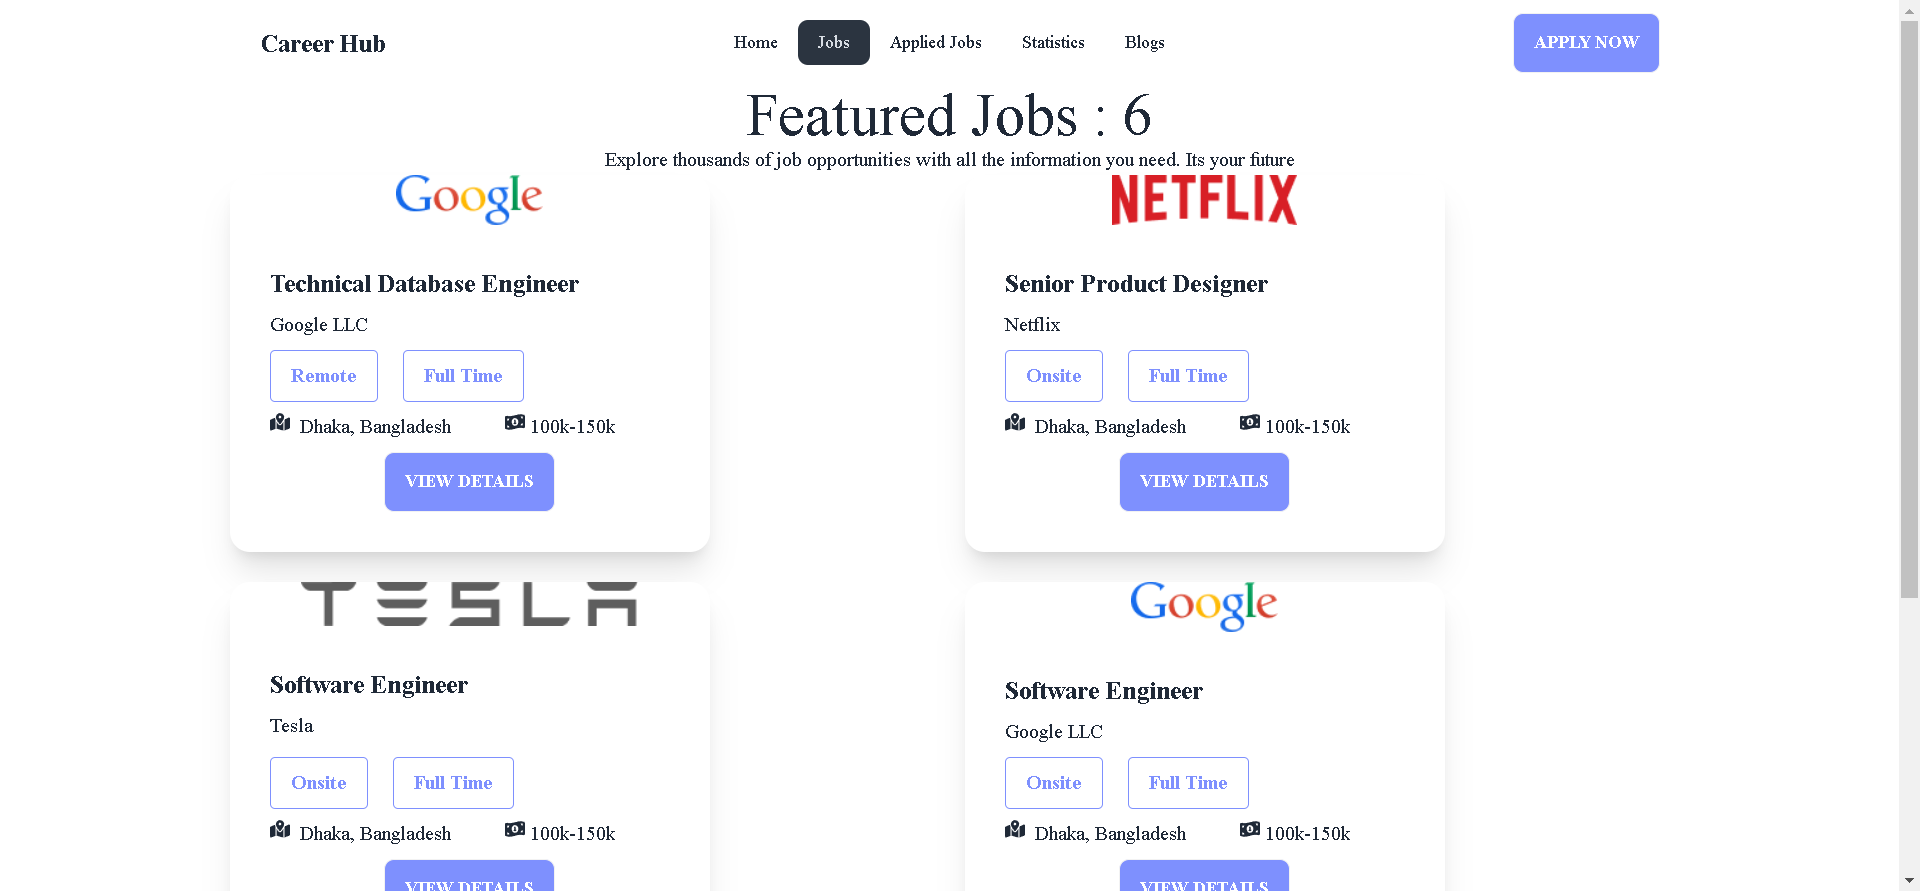 Career Hub
Home Jobs Applied Jobs Statistics Blogs
APPLY NOW
Featured Jobs : 6
Explore thousands of job opportunities with all the information you need. Its your future
Google
Technical Database Engineer
Google LLC
Remote Full Time
Dhaka, Bangladesh 100k-150k
VIEW DETAILS
NETFLIX
Senior Product Designer
Netflix
Onsite Full Time
Dhaka, Bangladesh 100k-150k
VIEW DETAILS
TESLA
Software Engineer
Tesla
Onsite Full Time
Dhaka, Bangladesh 100k-150k
VIEW DETAILS
Google
Software Engineer
Google LLC
Onsite Full Time
Dhaka, Bangladesh 100k-150k
VIEW DETAILS